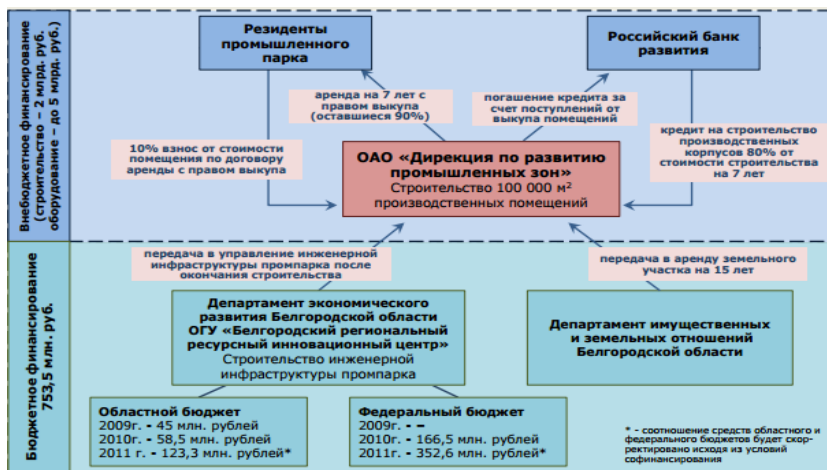 Внебюджетное финансирование
(строительство – 2 млрд. руб.
оборудование – до 5 млрд. руб.)
Резиденты
промышленного
парка
Российский банк
развития
аренда на 7 лет с
правом выкупа
(оставшиеся 90%)
погашение кредита за
счет поступлений от
выкупа помещений
10% взнос от стоимости
помещения по договору
аренды с правом выкупа
ОАО «Дирекция по развитию
промышленных зон»
Строительство 100 000 м²
производственных помещений
кредит на строительство
производственных
корпусов 80% от
стоимости строительства
на 7 лет
Бюджетное финансирование
753,5 млн. руб.
передача в управление инженерной
инфраструктуры промпарка после
окончания строительства
передача в аренду земельного
участка на 15 лет
Департамент экономического
развития Белгородской области
ОГУ «Белгородский региональный
ресурсный инновационный центр»
Строительство инженерной
инфраструктуры промпарка
Департамент имущественных
и земельных отношений
Белгородской области
Областной бюджет
2009г. - 45 млн. рублей
2010г. - 58,5 млн. рублей
2011 г. - 123,3 млн. рублей*
Федеральный бюджет
2009г. - –
2010г. - 166,5 млн. рублей
2011г. - 352,6 млн. рублей*
* - соотношение средств областного и
федерального бюджетов будет скор-
ректировано исходя из условий
софинансирования